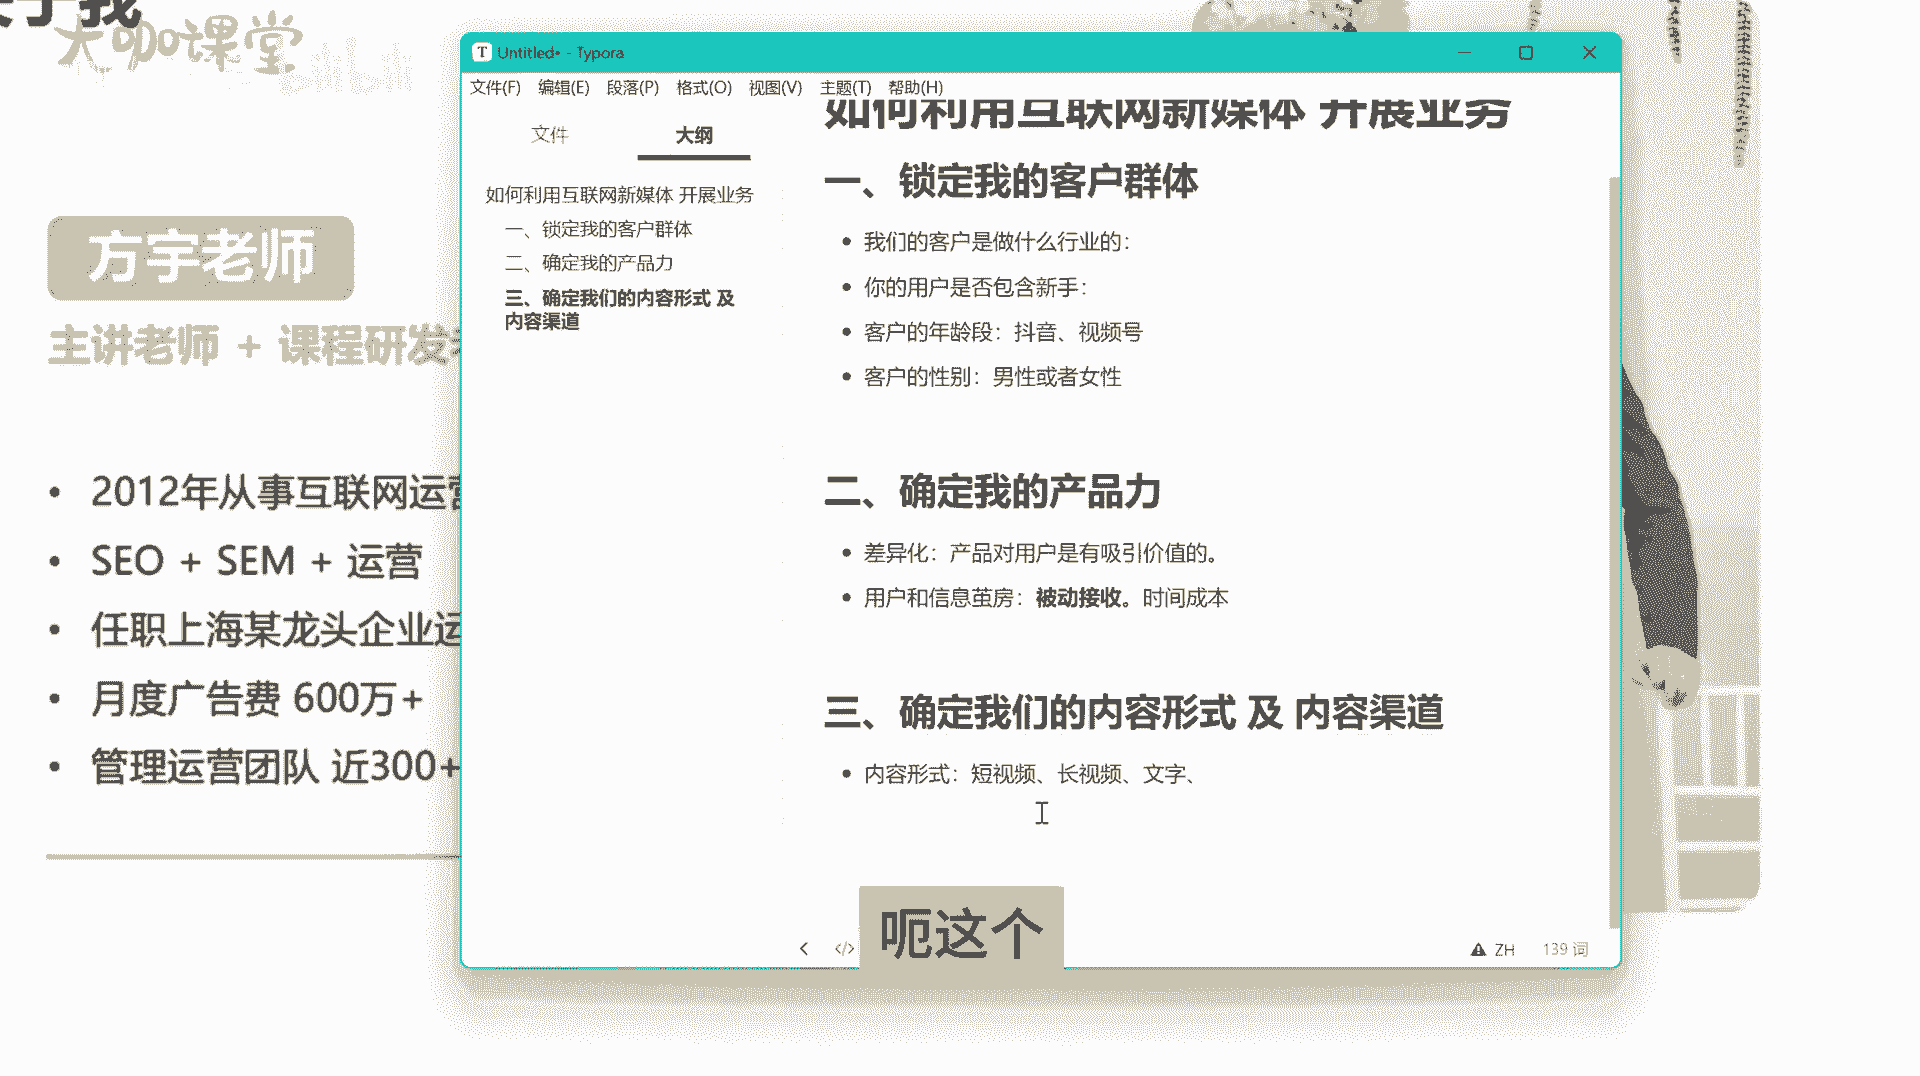 关于我
大咖课堂
bilibili
方宇老师
主讲老师 + 课程研发
2012年从事互联网运营
SEO + SEM + 运营
任职上海某龙头企业运
月度广告费 600万+
管理运营团队 近300+
Untitled• - Typora
文件(F) 编辑(E) 段落(P) 格式(O) 视图(V) 主题(T) 帮助(H)
文件 大纲
如何利用互联网新媒体 开展业务
一、锁定我的客户群体
二、确定我的产品力
三、确定我们的内容形式 及
内容渠道
如何利用互联网新媒体 开展业务
一、锁定我的客户群体
我们的客户是做什么行业的：
你的用户是否包含新手：
客户的年龄段：抖音、视频号
客户的性别：男性或者女性
二、确定我的产品力
差异化：产品对用户是有吸引价值的。
用户和信息茧房：被动接收。时间成本
三、确定我们的内容形式 及 内容渠道
内容形式：短视频、长视频、文字、
呃这个
ZH 139 词